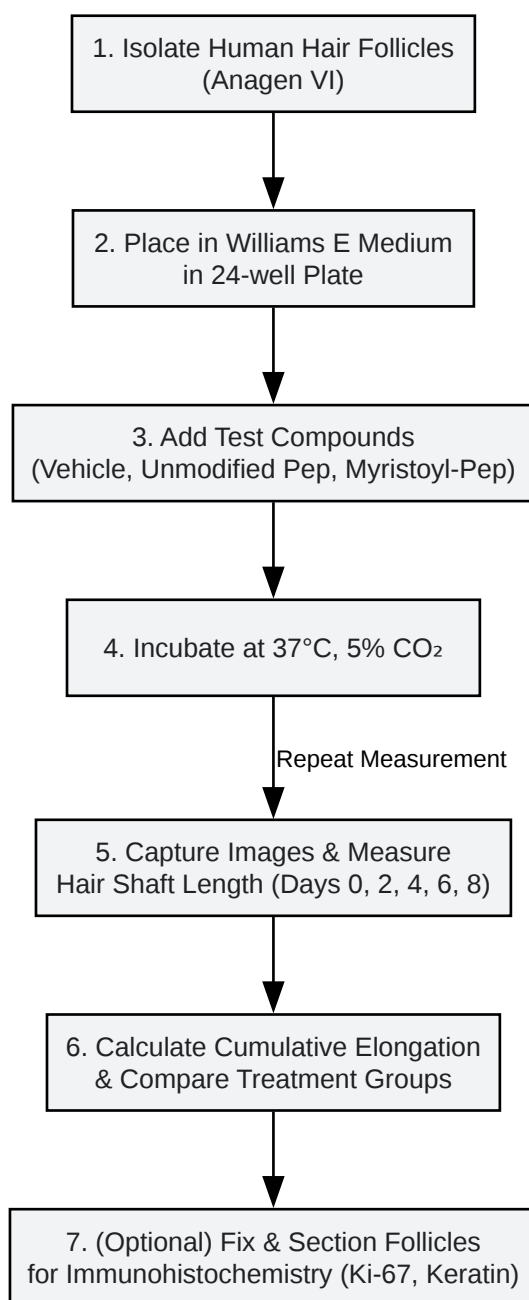 1. Isolate Human Hair Follicles
(Anagen VI)
2. Place in Williams E Medium
in 24-well Plate
3. Add Test Compounds
(Vehicle, Unmodified Pep, Myristoyl-Pep)
4. Incubate at 37°C, 5% CO₂
Repeat Measurement
5. Capture Images & Measure
Hair Shaft Length (Days 0, 2, 4, 6, 8)
6. Calculate Cumulative Elongation
& Compare Treatment Groups
7. (Optional) Fix & Section Follicles
for Immunohistochemistry (Ki-67, Keratin)